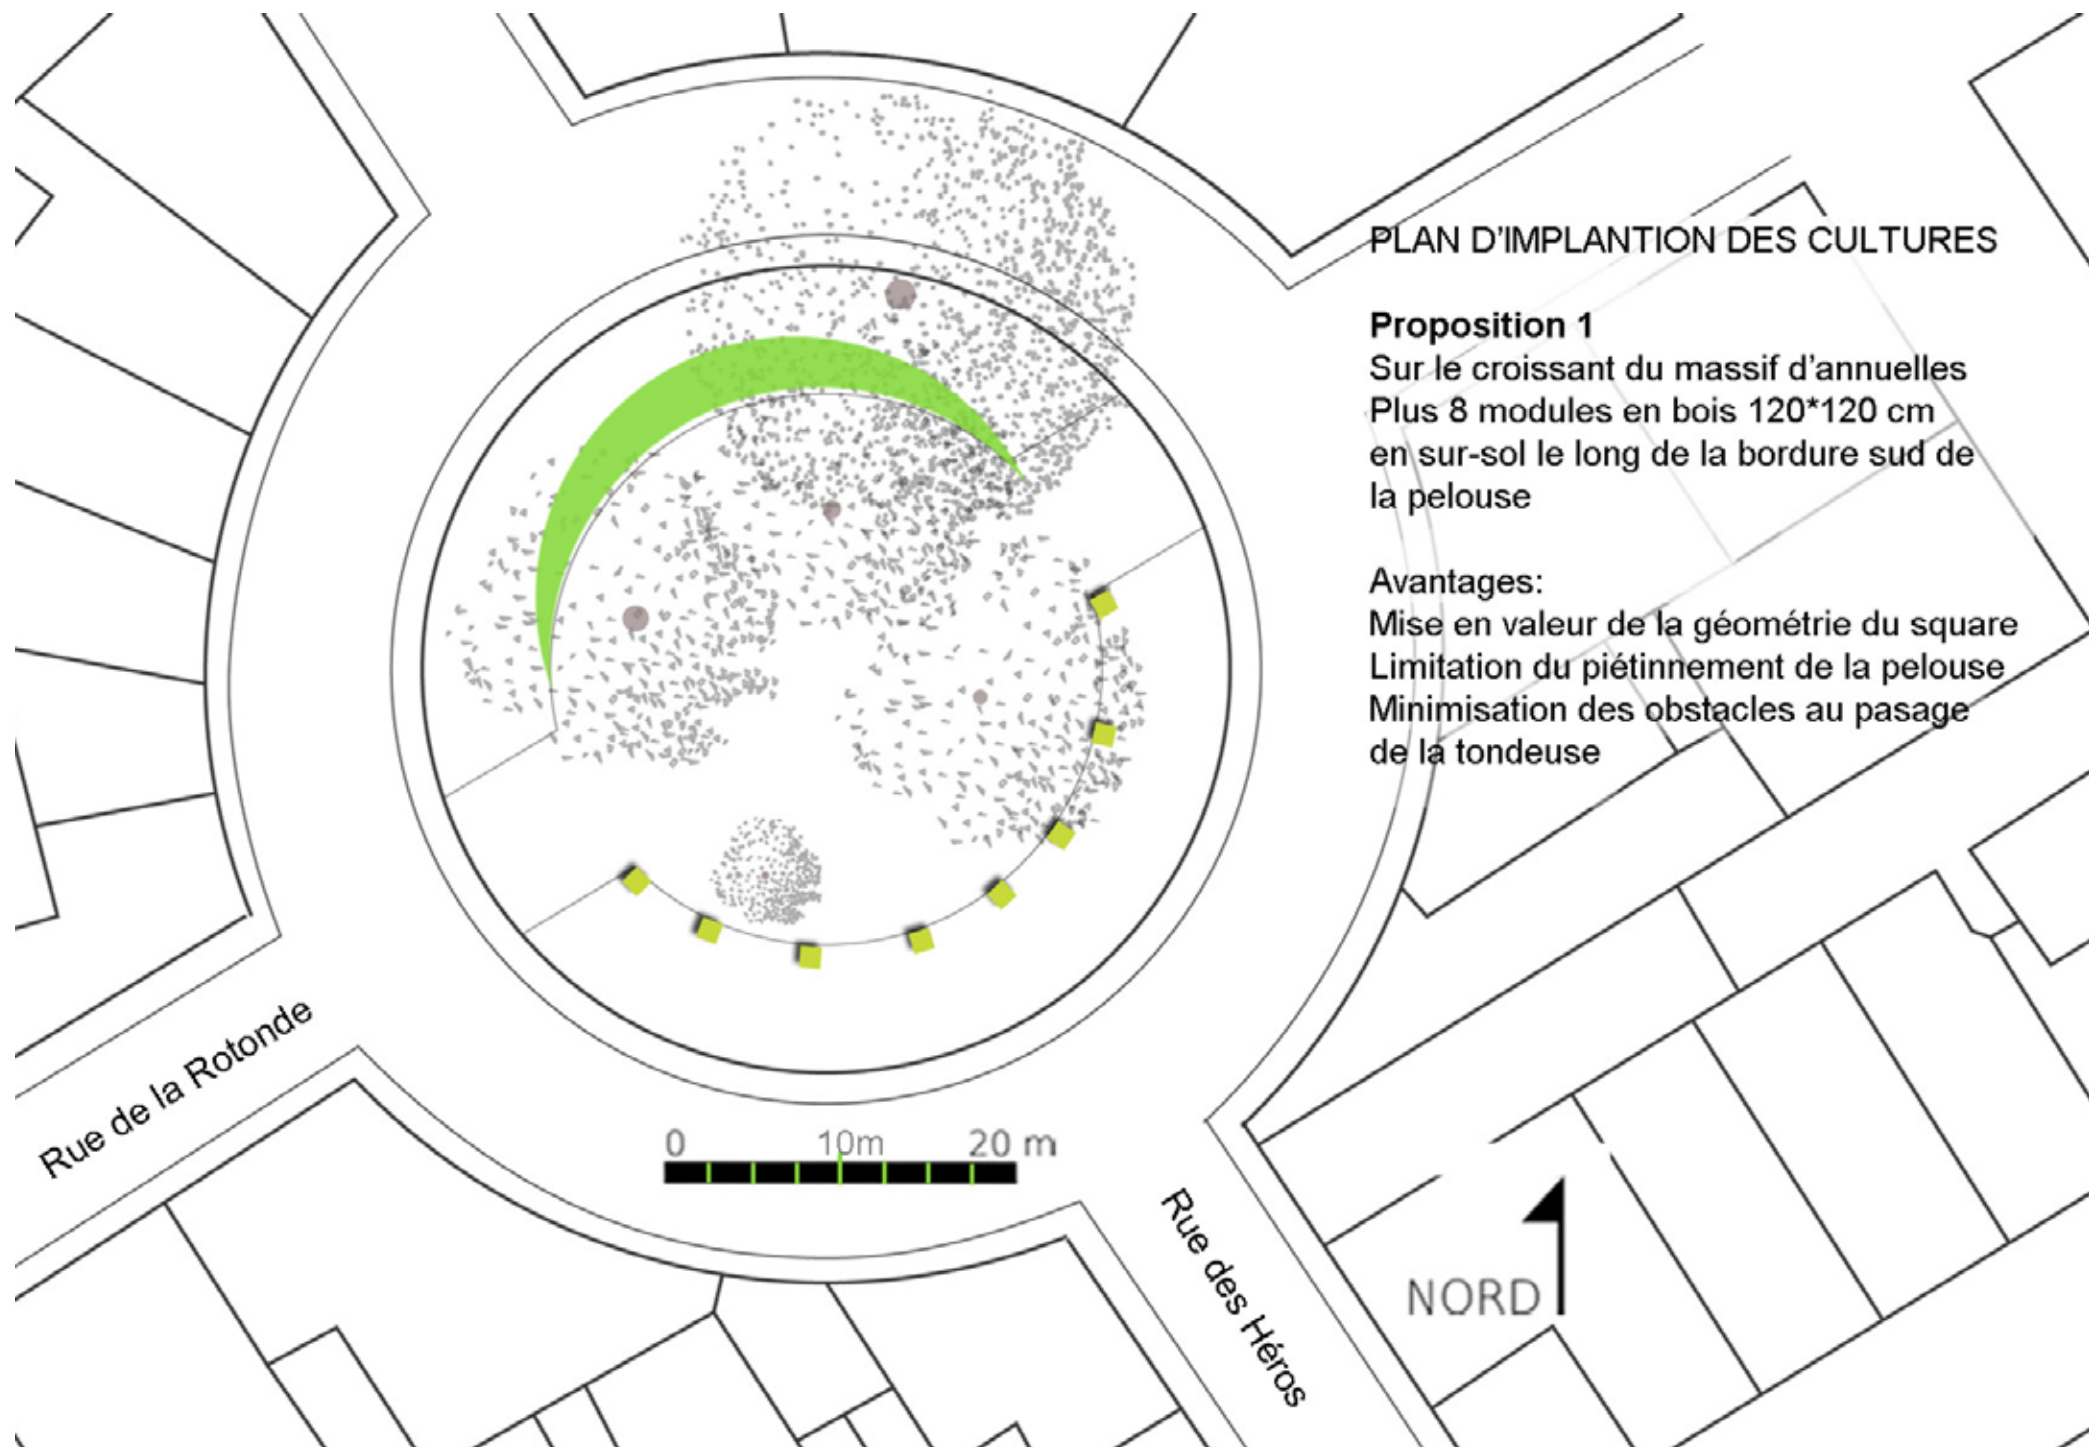 PLAN D'IMPLANTION DES CULTURES
Proposition 1
Sur le croissant du massif d'annuelles
Plus 8 modules en bois 120*120 cm
en sur-sol le long de la bordure sud de
la pelouse
Avantages:
Mise en valeur de la géométrie du square
Limitation du piétinnement de la pelouse
Minimisation des obstacles au pasage
de la tondeuse
Rue de la Rotonde
0 10m 20 m
Rue des Héros
NORD